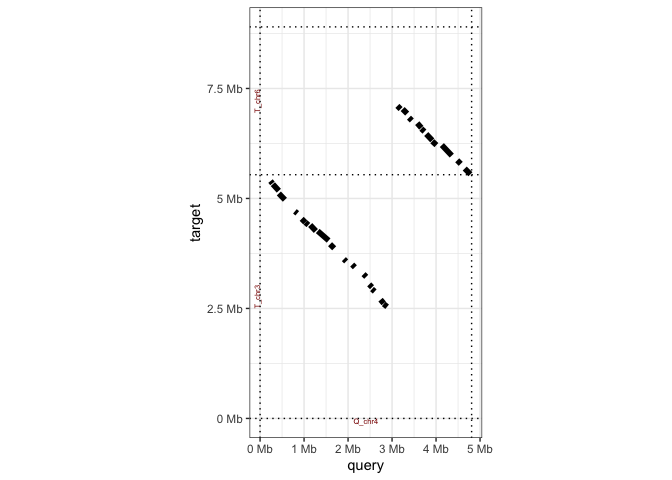 7.5 Mb
5 Mb
2.5 Mb
0 Mb
target
T_chr6
T_chr3
Q_chr4
0 Mb 1 Mb 2 Mb 3 Mb 4 Mb 5 Mb
query